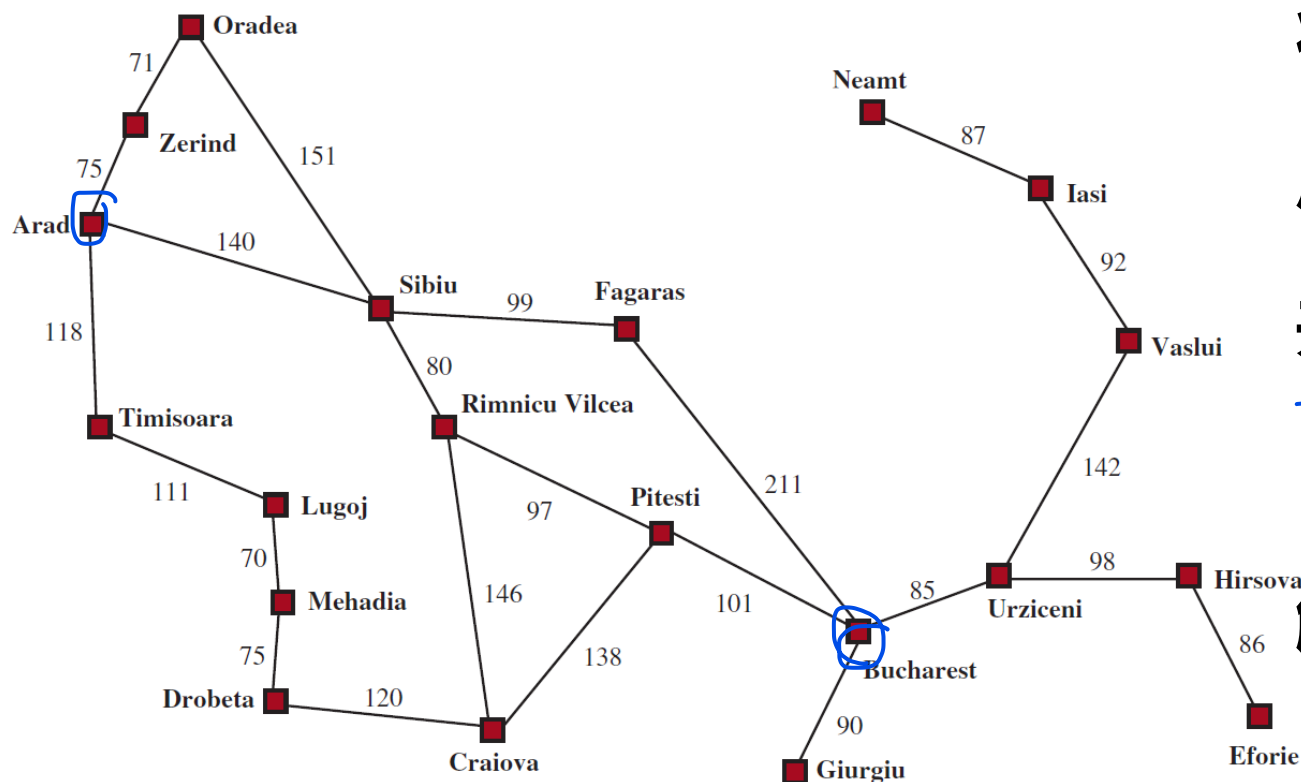 Oradea
71
Neamt
87
Zerind
151
75
Iasi
Arad
140
92
Sibiu
Fagaras
99
118
Vaslui
80
Timisoara
Rimnicu Vilcea
142
211
111
Lugoj
97
Pitesti
70
98
Mehadia
146
101
85
Urziceni
Hirsova
75
138
86
Bucharest
Drobeta
120
90
Craiova
Giurgiu
Eforie